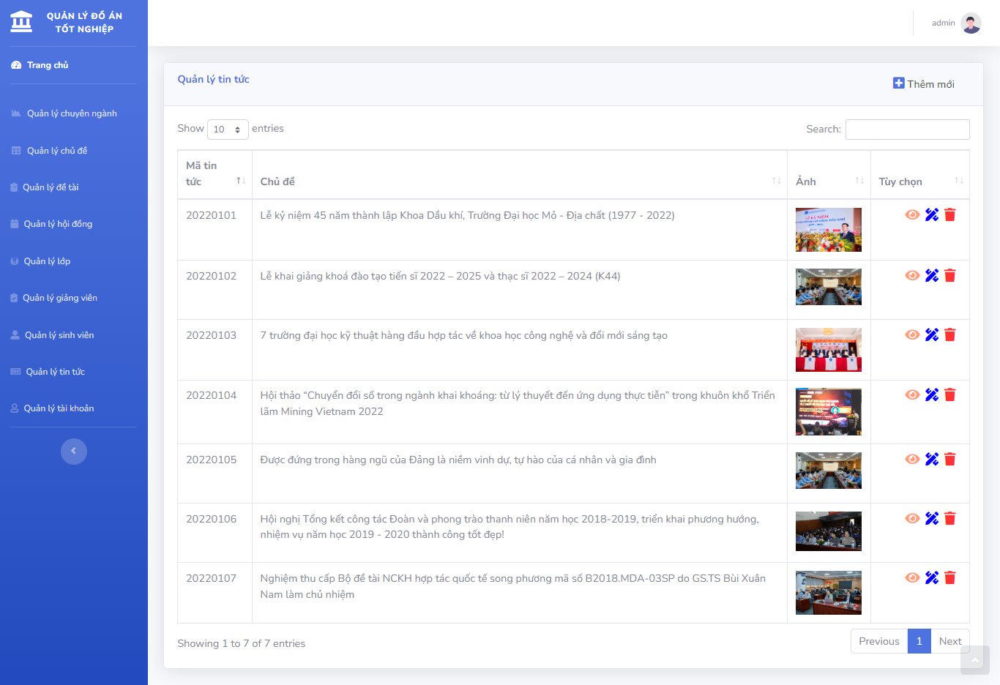 QUẢN LÝ ĐỒ ÁN
TỐT NGHIỆP
admin
Trang chủ
Quản lý chuyên ngành
Quản lý chủ đề
Quản lý đề tài
Quản lý hội đồng
Quản lý lớp
Quản lý giảng viên
Quản lý sinh viên
Quản lý tin tức
Quản lý tài khoản
Quản lý tin tức
Thêm mới
Show 10 entries
Search:
Mã tin
tức
Chủ đề
Ảnh
Tùy chọn
20220101
Lễ kỷ niệm 45 năm thành lập Khoa Dầu khí, Trường Đại học Mỏ - Địa chất (1977 - 2022)
LỄ KỶ NIỆM
20220102
Lễ khai giảng khoá đào tạo tiến sĩ 2022 – 2025 và thạc sĩ 2022 – 2024 (K44)
20220103
7 trường đại học kỹ thuật hàng đầu hợp tác về khoa học công nghệ và đổi mới sáng tạo
20220104
Hội thảo “Chuyển đổi số trong ngành khai khoáng: từ lý thuyết đến ứng dụng thực tiễn” trong khuôn khổ Triển
lãm Mining Vietnam 2022
20220105
Được đứng trong hàng ngũ của Đảng là niềm vinh dự, tự hào của cá nhân và gia đình
20220106
Hội nghị Tổng kết công tác Đoàn và phong trào thanh niên năm học 2018-2019, triển khai phương hướng,
nhiệm vụ năm học 2019 - 2020 thành công tốt đẹp!
20220107
Nghiệm thu cấp Bộ đề tài NCKH hợp tác quốc tế song phương mã số B2018.MDA-03SP do GS.TS Bùi Xuân
Nam làm chủ nhiệm
Showing 1 to 7 of 7 entries
Previous 1 Next